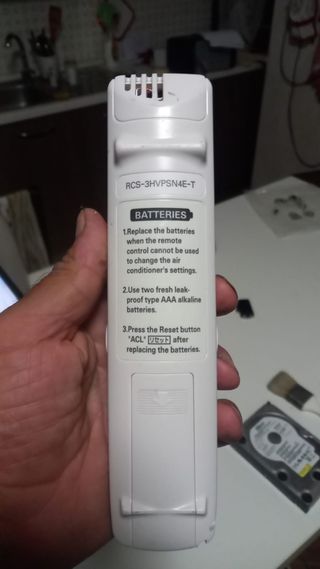 RCS-3HVPSN4E-T
BATTERIES
1.Replace the batteries
when the remote
control cannot be used
to change the air
conditioner's settings.
2.Use two fresh leak-
proof type AAA alkaline
batteries.
3.Press the Reset button
"ACL" リセット after
replacing the batteries.